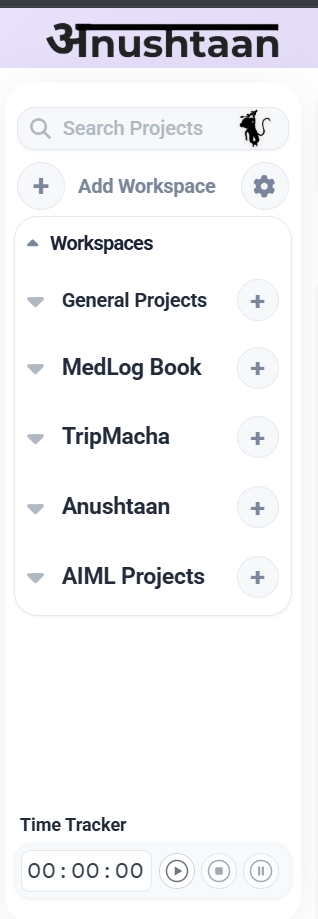 अnushtaan
Search Projects
+ Add Workspace
Workspaces
General Projects +
MedLog Book +
TripMacha +
Anushtaan +
AIML Projects +
Time Tracker
00:00:00